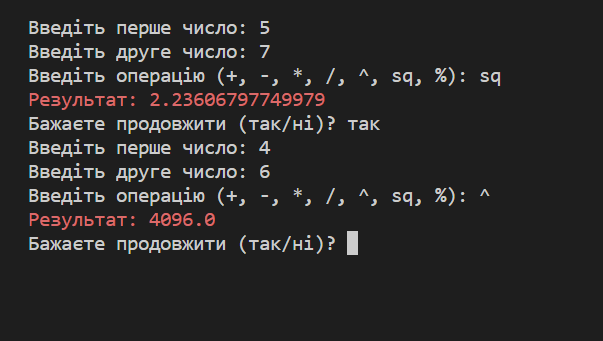 Введіть перше число: 5
Введіть друге число: 7
Введіть операцію (+, -, *, /, ^, sq, %): sq
Результат: 2.23606797749979
Бажаєте продовжити (так/ні)? так
Введіть перше число: 4
Введіть друге число: 6
Введіть операцію (+, -, *, /, ^, sq, %): ^
Результат: 4096.0
Бажаєте продовжити (так/ні)?